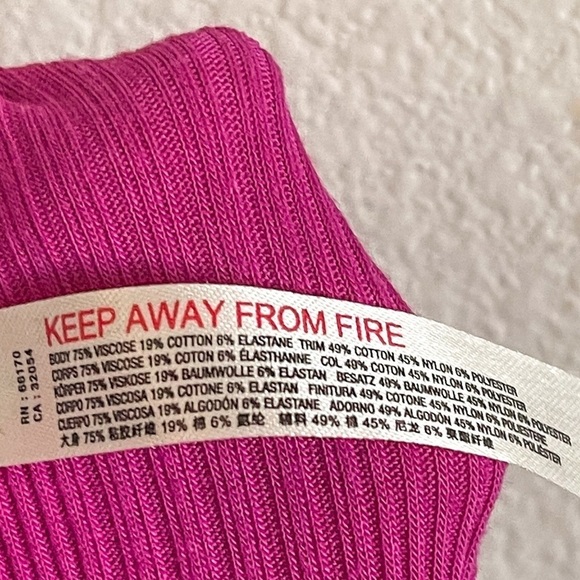 KEEP AWAY FROM FIRE
BODY 75% VISCOSE 19% COTTON 6% ELASTANE TRIM 49% COTTON 45% NYLON 6% POLYESTER
CORPS 75% VISCOSE 19% COTON 6% ÉLASTHANNE COL 49% COTON 45% NYLON 6% POLYESTER
KÖRPER 75% VISKOSE 19% BAUMWOLLE 6% ELASTAN BESATZ 49% BAUMWOLLE 45% NYLON 6% POLYESTER
CORPO 75% VISCOSA 19% COTONE 6% ELASTAN FINITURA 49% COTONE 45% NYLON 6% POLIESTERE
CUERPO 75% VISCOSA 19% ALGODÓN 6% ELASTANE ADORNO 49% ALGODÓN 45% NYLON 6% POLIÉSTER
大身 75% 粘胶纤维 19% 棉 6% 氨纶 辅料 49% 棉 45% 尼龙 6% 聚酯纤维
RN : 66170
CA : 32054